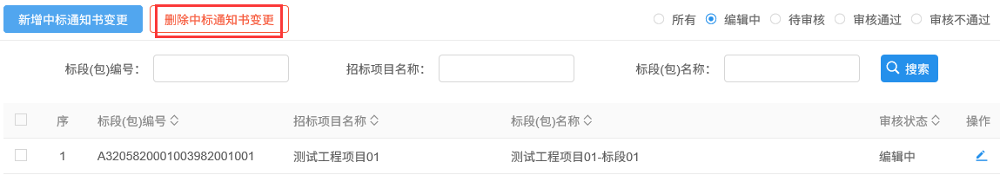 新增中标通知书变更 删除中标通知书变更 所有 编辑中 待审核 审核通过 审核不通过
标段(包)编号： 招标项目名称： 标段(包)名称： 搜索
序 标段(包)编号 招标项目名称 标段(包)名称 审核状态 操作
1 A3205820001003982001001 测试工程项目01 测试工程项目01-标段01 编辑中